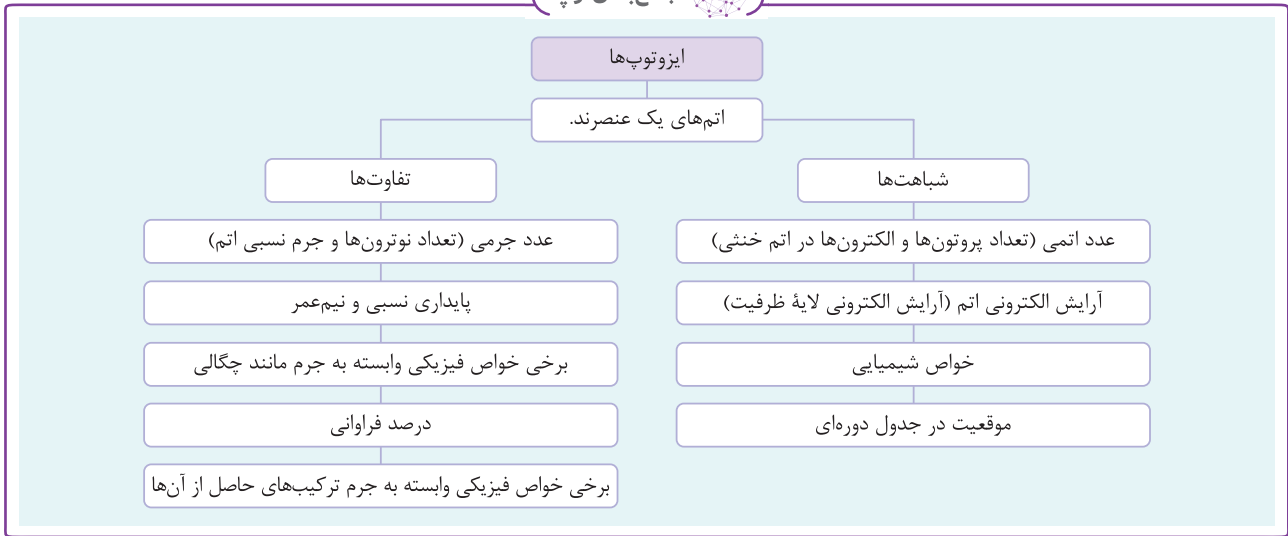 ایزوتوپ‌ها
اتم‌های یک عنصرند.
شباهت‌ها
عدد اتمی (تعداد پروتون‌ها و الکترون‌ها در اتم خنثی)
آرایش الکترونی اتم (آرایش الکترونی لایهٔ ظرفیت)
خواص شیمیایی
موقعیت در جدول دوره‌ای
تفاوت‌ها
عدد جرمی (تعداد نوترون‌ها و جرم نسبی اتم)
پایداری نسبی و نیم‌عمر
برخی خواص فیزیکی وابسته به جرم مانند چگالی
درصد فراوانی
برخی خواص فیزیکی وابسته به جرم ترکیب‌های حاصل از آن‌ها